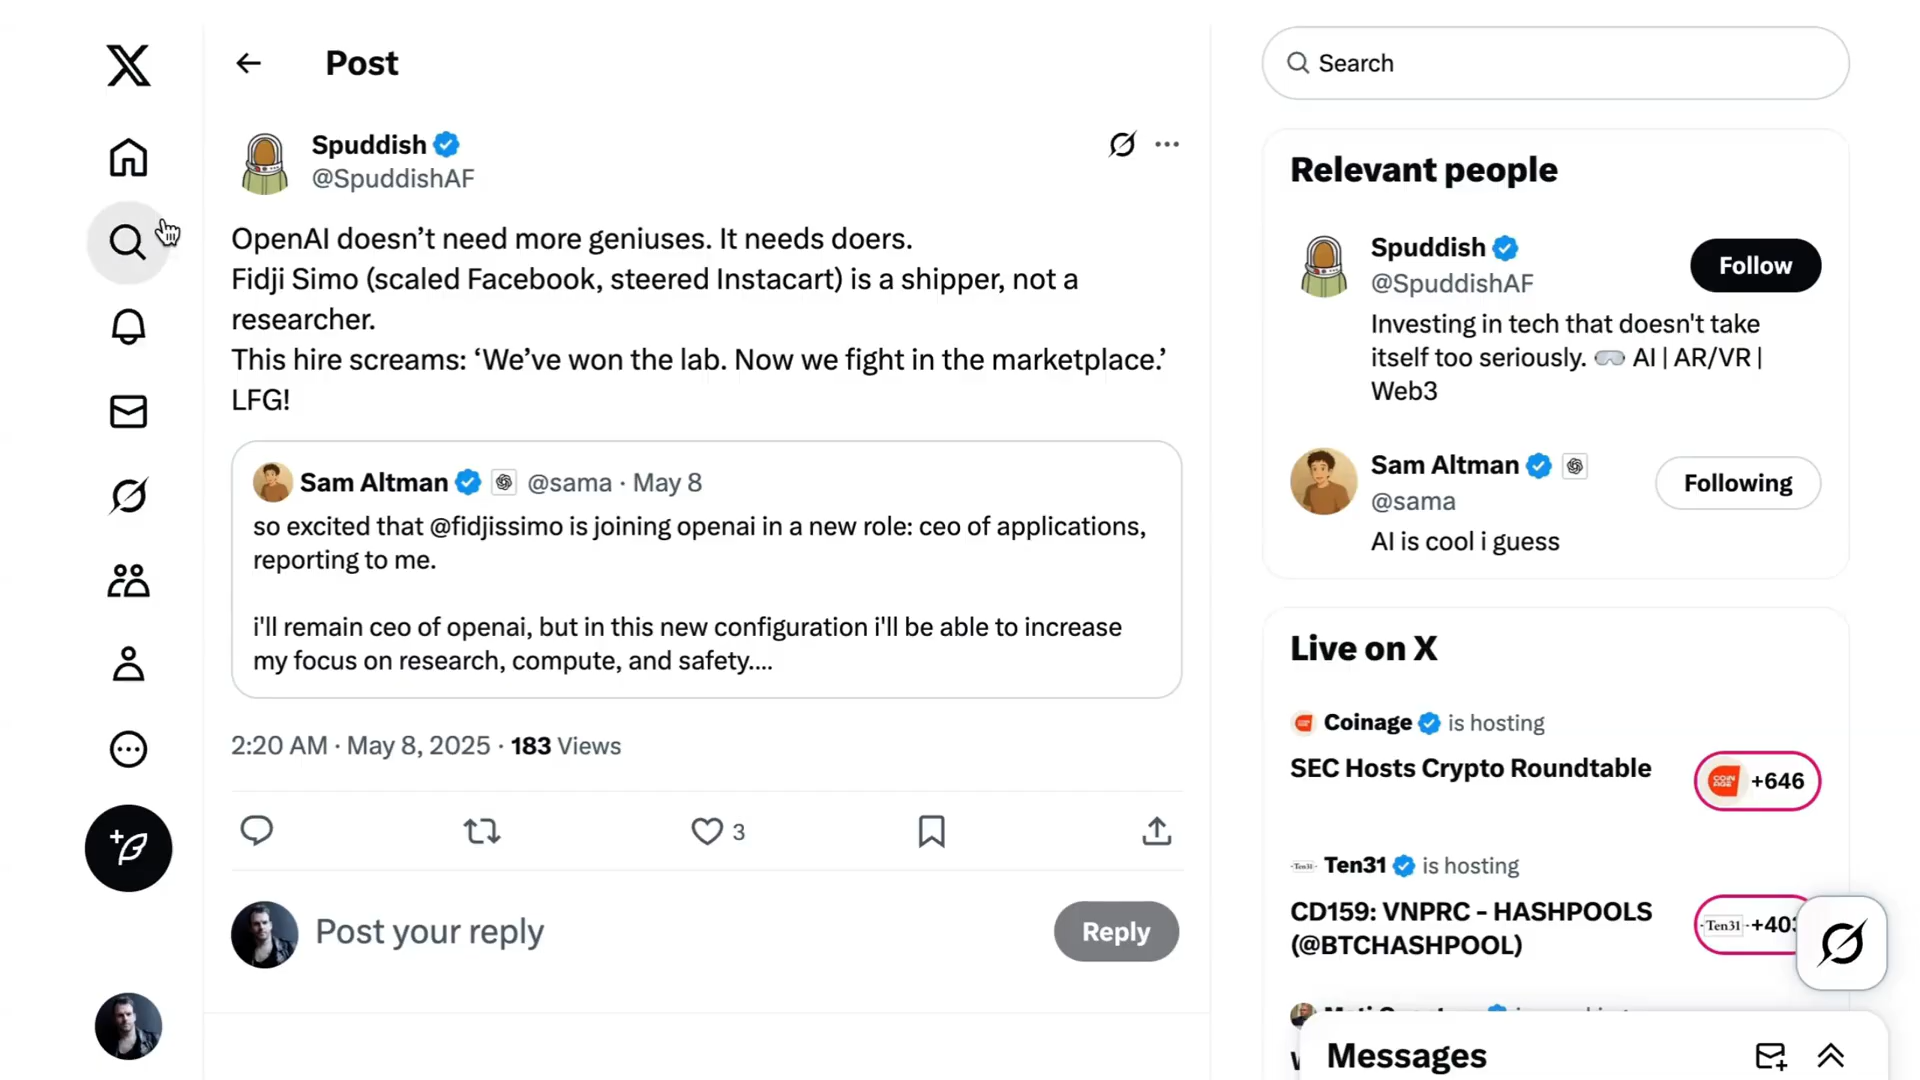 Post
Spuddish
@SpuddishAF
OpenAI doesn’t need more geniuses. It needs doers.
Fidji Simo (scaled Facebook, steered Instacart) is a shipper, not a
researcher.
This hire screams: ‘We’ve won the lab. Now we fight in the marketplace.’
LFG!
Sam Altman @sama · May 8
so excited that @fidjissimo is joining openai in a new role: ceo of applications,
reporting to me.
i'll remain ceo of openai, but in this new configuration i'll be able to increase
my focus on research, compute, and safety....
2:20 AM · May 8, 2025 · 183 Views
3
Post your reply
Reply
Search
Relevant people
Spuddish
@SpuddishAF
Follow
Investing in tech that doesn't take
itself too seriously. 🥽 AI | AR/VR |
Web3
Sam Altman
@sama
Following
AI is cool i guess
Live on X
Coinage is hosting
SEC Hosts Crypto Roundtable
COIN AGE +646
Ten31 Ten31 is hosting
CD159: VNPRC - HASHPOOLS
(@BTCHASHPOOL)
Ten31
Messages